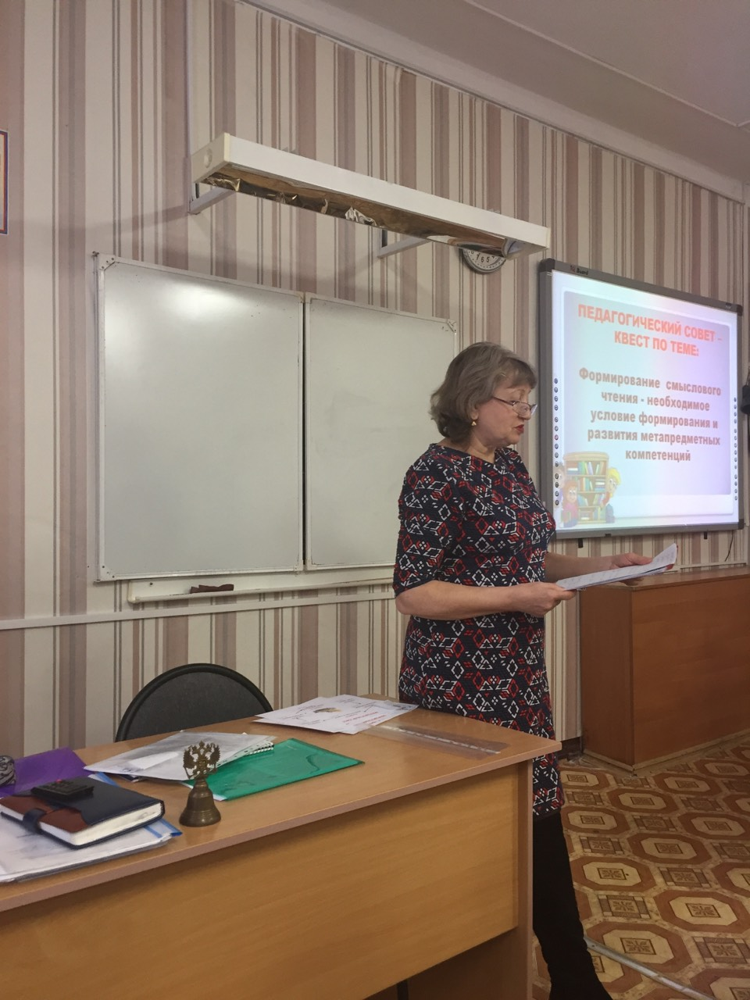 ПЕДАГОГИЧЕСКИЙ СОВЕТ -
КВЕСТ ПО ТЕМЕ:
Формирование смыслового
чтения - необходимое
условие формирования и
развития метапредметных
компетенций